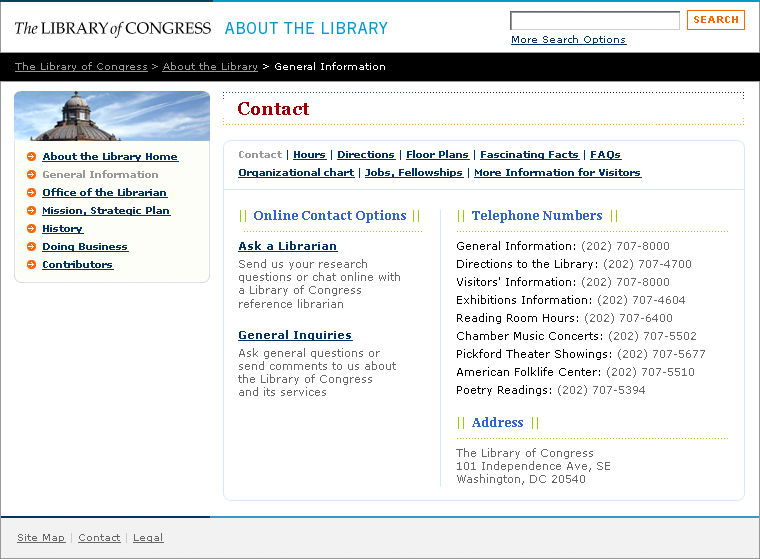 The LIBRARY of CONGRESS ABOUT THE LIBRARY
SEARCH
More Search Options
The Library of Congress > About the Library > General Information
About the Library Home
General Information
Office of the Librarian
Mission, Strategic Plan
History
Doing Business
Contributors
Contact
Contact | Hours | Directions | Floor Plans | Fascinating Facts | FAQs
Organizational chart | Jobs, Fellowships | More Information for Visitors
|| Online Contact Options ||
Ask a Librarian
Send us your research
questions or chat online with
a Library of Congress
reference librarian
General Inquiries
Ask general questions or
send comments to us about
the Library of Congress
and its services
|| Telephone Numbers ||
General Information: (202) 707-8000
Directions to the Library: (202) 707-4700
Visitors' Information: (202) 707-8000
Exhibitions Information: (202) 707-4604
Reading Room Hours: (202) 707-6400
Chamber Music Concerts: (202) 707-5502
Pickford Theater Showings: (202) 707-5677
American Folklife Center: (202) 707-5510
Poetry Readings: (202) 707-5394
|| Address ||
The Library of Congress
101 Independence Ave, SE
Washington, DC 20540
Site Map | Contact | Legal